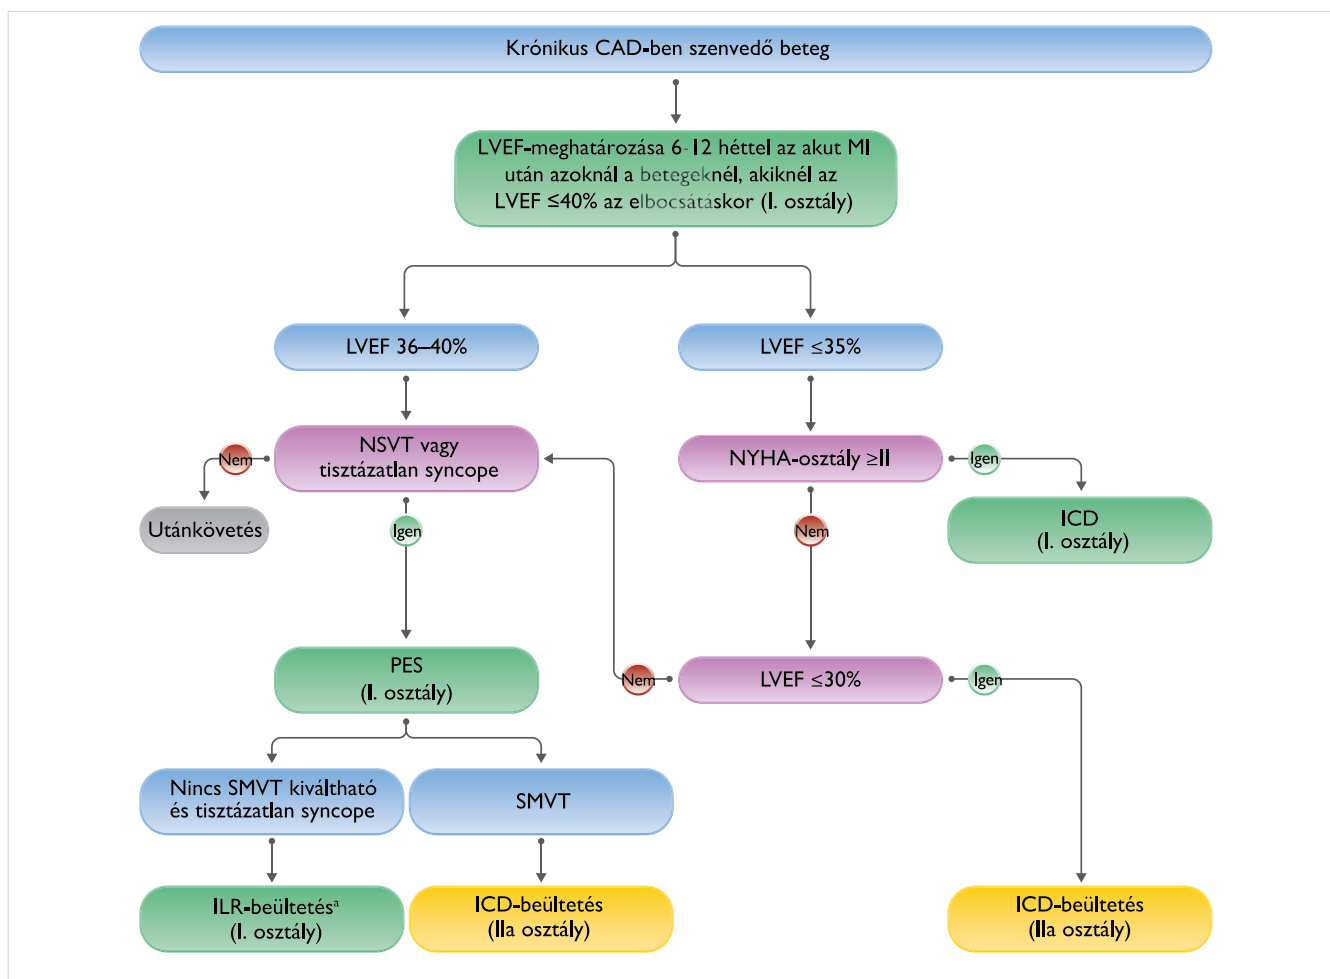 Krónikus CAD-ben szenvedő beteg
LVEF-meghatározása 6-12 héttel az akut MI
után azoknál a betegeknél, akiknél az
LVEF ≤40% az elbocsátáskor (I. osztály)
LVEF 36–40%
LVEF ≤35%
NSVT vagy
tisztázatlan syncope
Nem
Utánkövetés
Igen
NYHA-osztály ≥II
Igen
ICD
(I. osztály)
Nem
PES
(I. osztály)
Nem
LVEF ≤30%
Igen
Nincs SMVT kiváltható
és tisztázatlan syncope
SMVT
ILR-beültetésᵃ
(I. osztály)
ICD-beültetés
(IIa osztály)
ICD-beültetés
(IIa osztály)